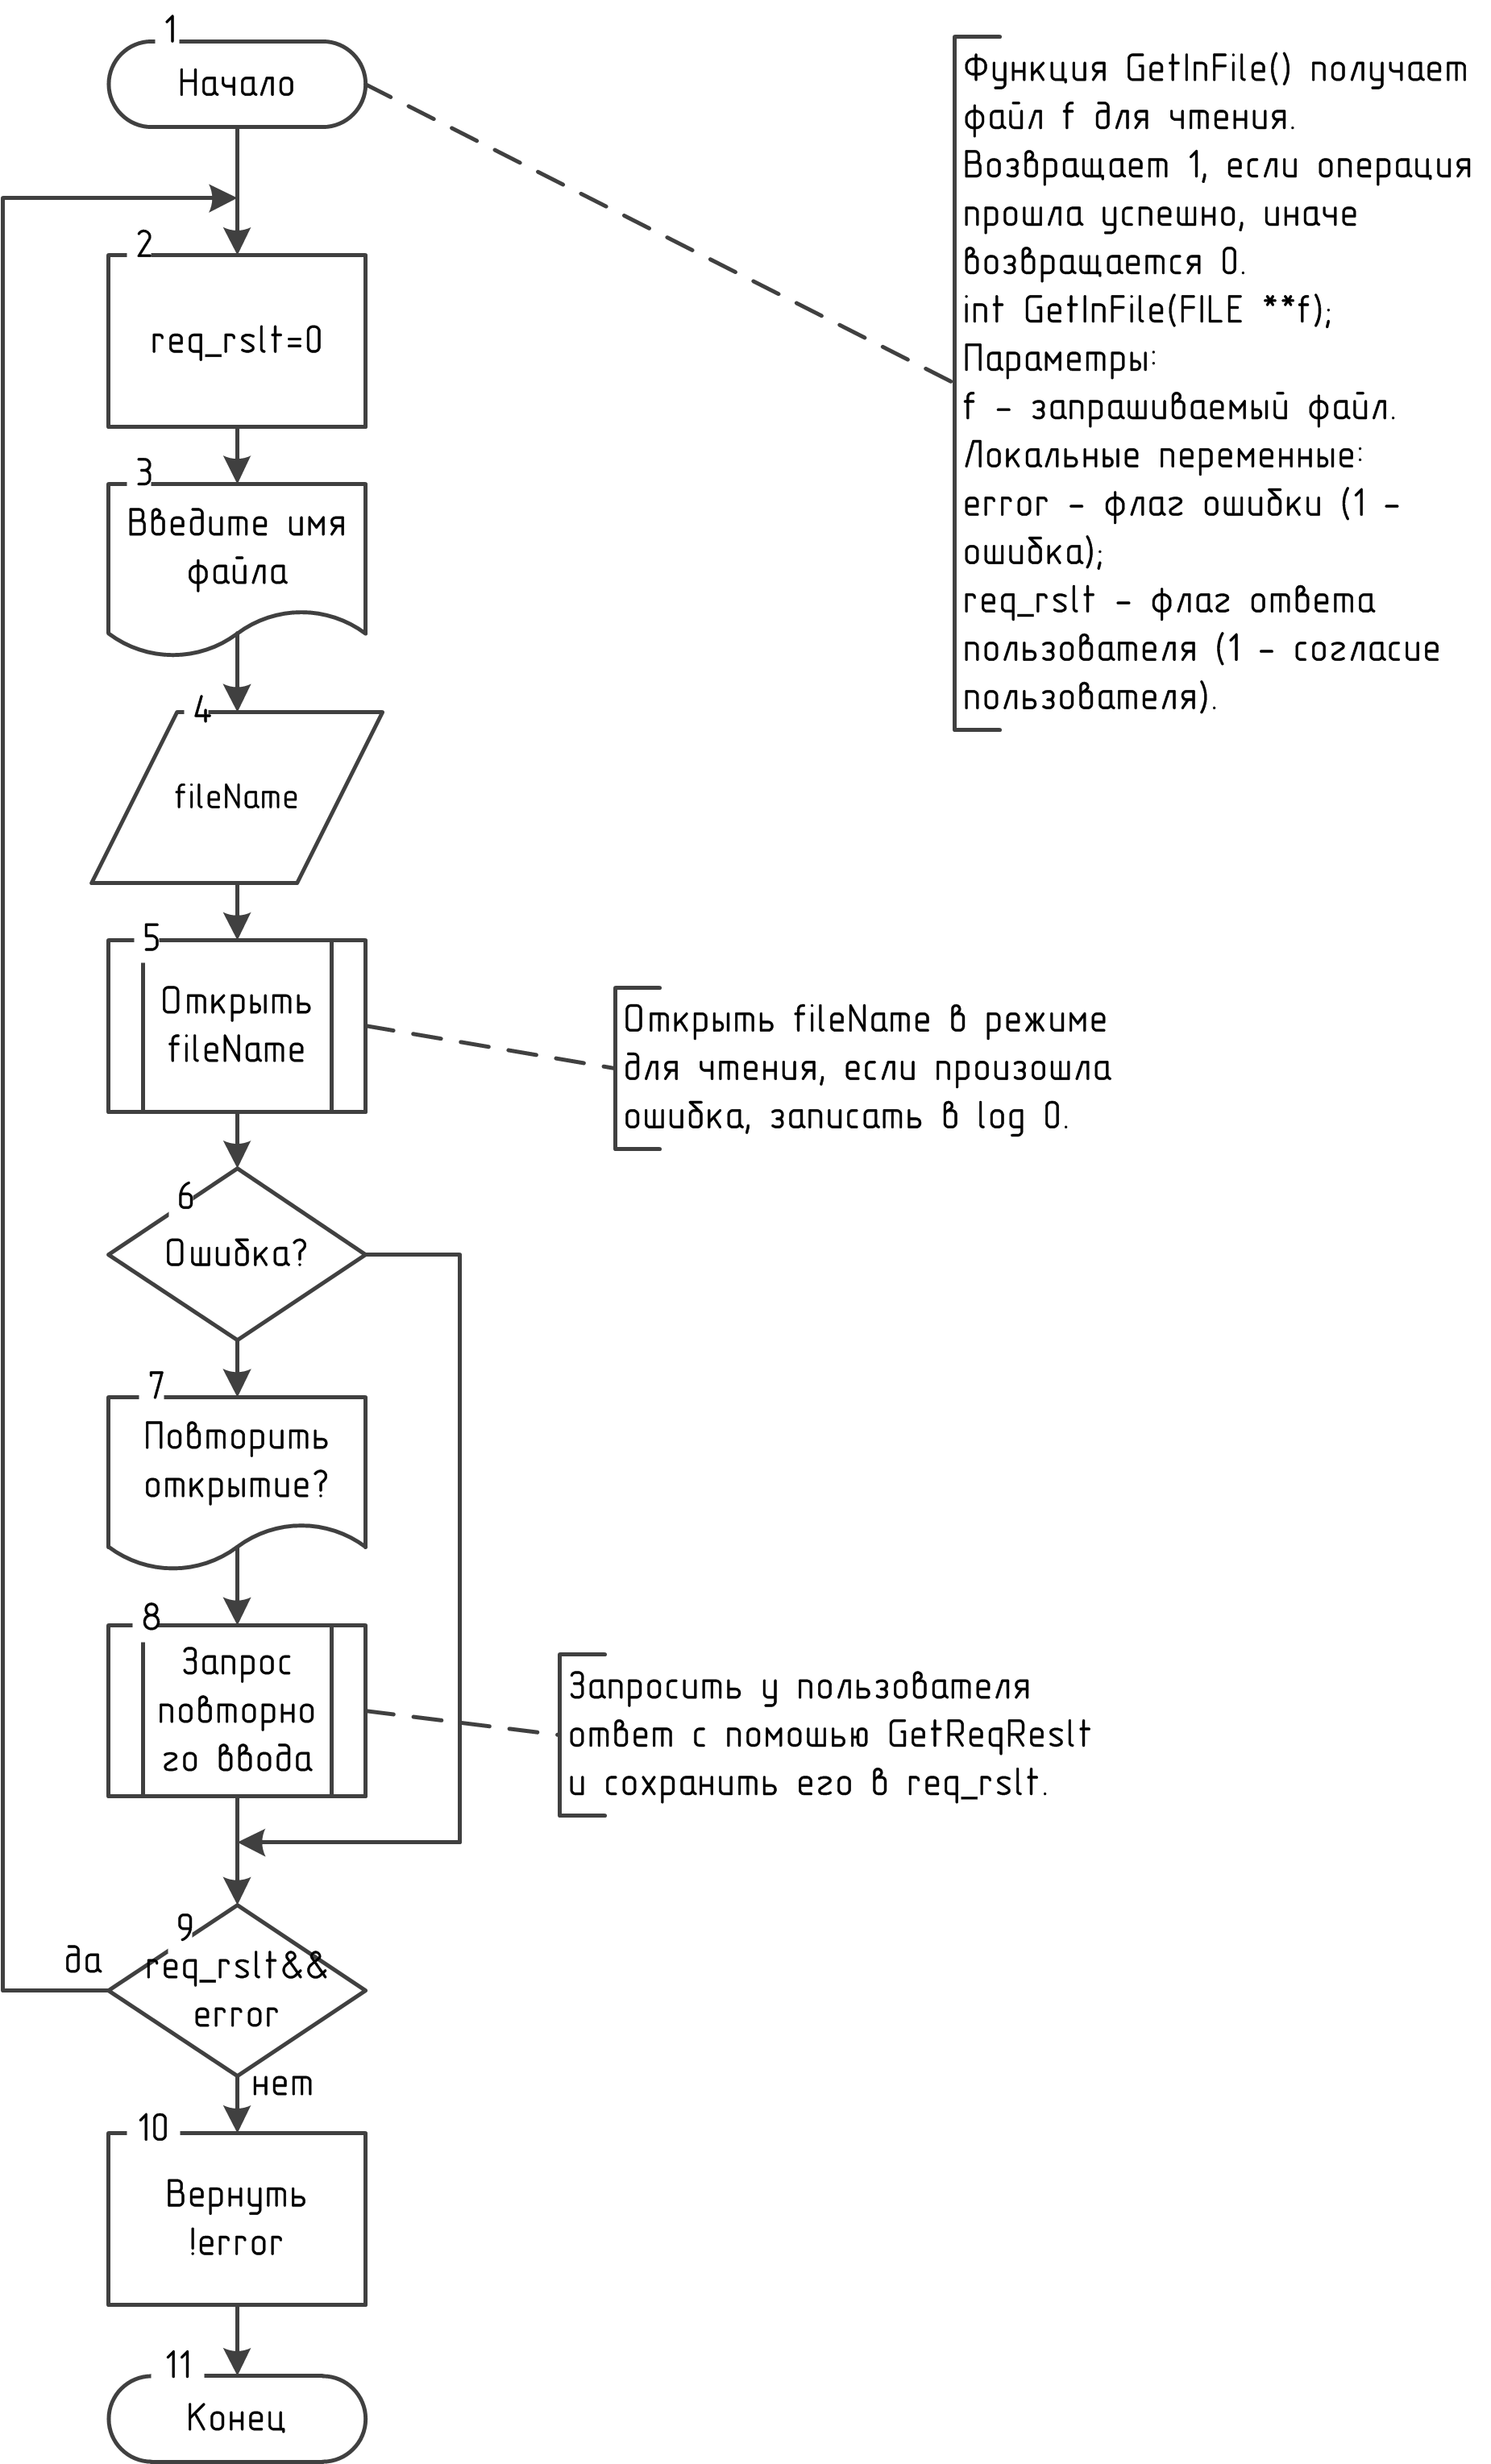 1
Начало
Функция GetInFile() получает
файл f для чтения.
Возвращает 1, если операция
прошла успешно, иначе
возвращается 0.
int GetInFile(FILE **f);
Параметры:
f - запрашиваемый файл.
Локальные переменные:
error - флаг ошибки (1 -
ошибка);
req_rslt - флаг ответа
пользователя (1 - согласие
пользователя).
2
req_rslt=0
3
Введите имя
файла
4
fileName
5
Открыть
fileName
Открыть fileName в режиме
для чтения, если произошла
ошибка, записать в log 0.
6
Ошибка?
7
Повторить
открытие?
8
Запрос
повторно
го ввода
Запросить у пользователя
ответ с помошью GetReqReslt
и сохранить его в req_rslt.
9
да
req_rslt&&
error
нет
10
Вернуть
!error
11
Конец